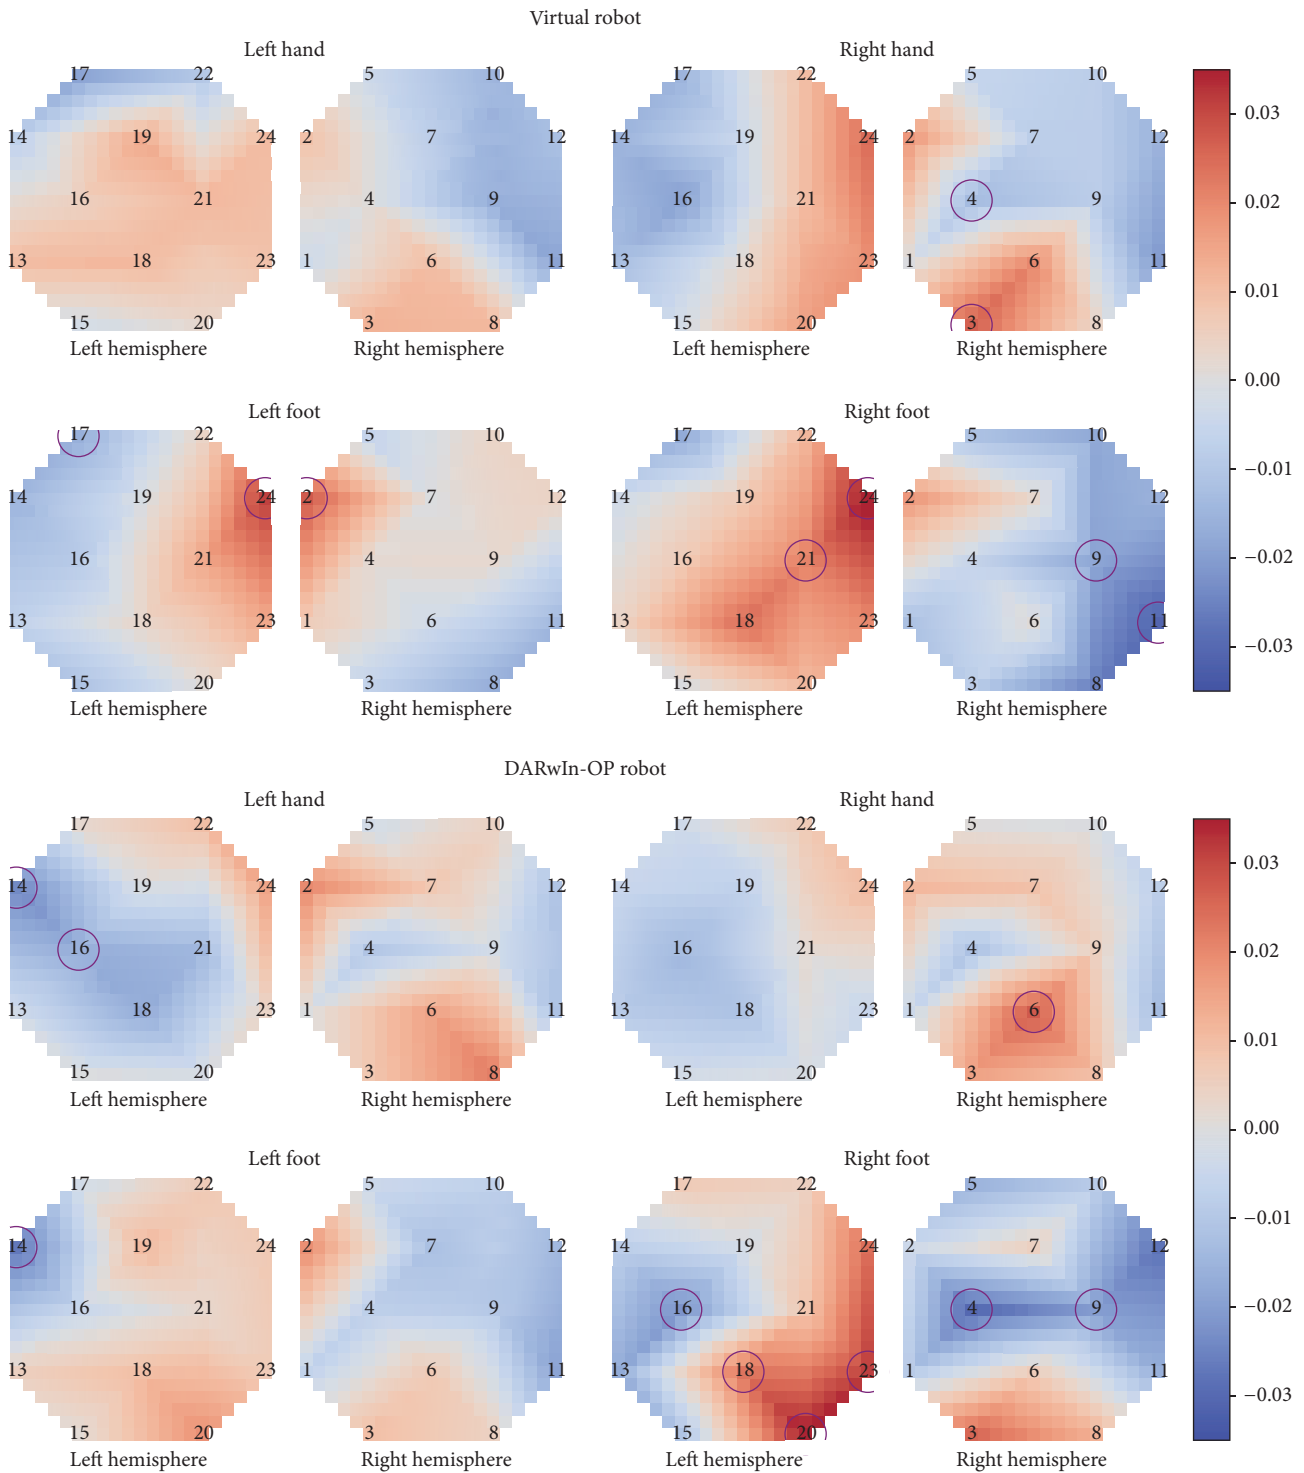 Virtual robot
Left hand Right hand
17 22 5 10 17 22 5 10
0.03
14 19 24 2 7 12 14 19 24 2 7 12
0.02
16 21 4 9 16 21 4 9
13 18 23 1 6 11 13 18 23 1 6 11
0.01
15 20 3 8 15 20 3 8
Left hemisphere Right hemisphere Left hemisphere Right hemisphere
0.00
Left foot Right foot
17 22 5 10 17 22 5 10
−0.01
14 19 24 2 7 12 14 19 24 2 7 12
16 21 4 9 16 21 4 9
−0.02
13 18 23 1 6 11 13 18 23 1 6 11
−0.03
15 20 3 8 15 20 3 8
Left hemisphere Right hemisphere Left hemisphere Right hemisphere
DARwIn-OP robot
Left hand Right hand
17 22 5 10 17 22 5 10
0.03
14 19 24 2 7 12 14 19 24 2 7 12
16 21 4 9 16 21 4 9
0.02
13 18 23 1 6 11 13 18 23 1 6 11
0.01
15 20 3 8 15 20 3 8
Left hemisphere Right hemisphere Left hemisphere Right hemisphere
0.00
Left foot Right foot
17 22 5 10 17 22 5 10
−0.01
14 19 24 2 7 12 14 19 24 2 7 12
16 21 4 9 16 21 4 9
−0.02
13 18 23 1 6 11 13 18 23 1 6 11
−0.03
15 20 3 8 15 20 3 8
Left hemisphere Right hemisphere Left hemisphere Right hemisphere